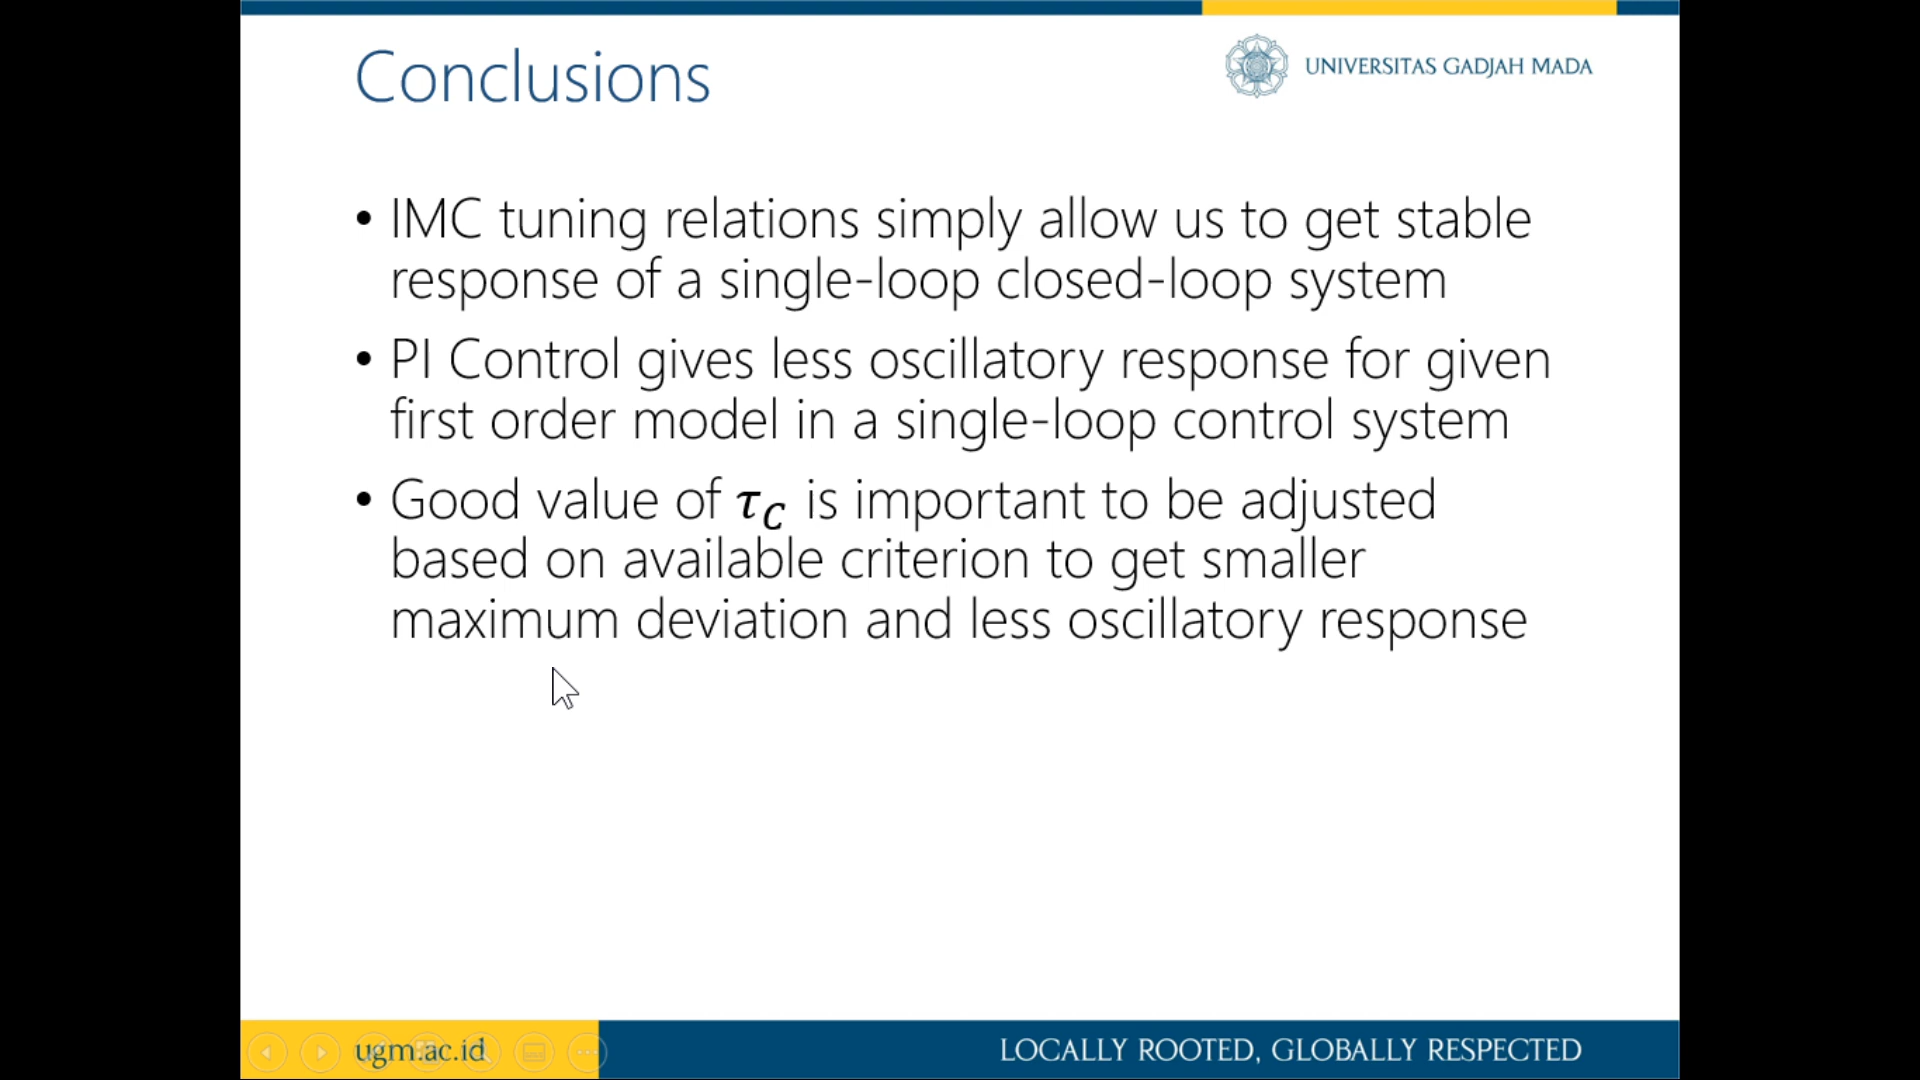 Conclusions
UNIVERSITAS GADJAH MADA
• IMC tuning relations simply allow us to get stable
response of a single-loop closed-loop system
• PI Control gives less oscillatory response for given
first order model in a single-loop control system
• Good value of τ_C is important to be adjusted
based on available criterion to get smaller
maximum deviation and less oscillatory response
ugm.ac.id
LOCALLY ROOTED, GLOBALLY RESPECTED